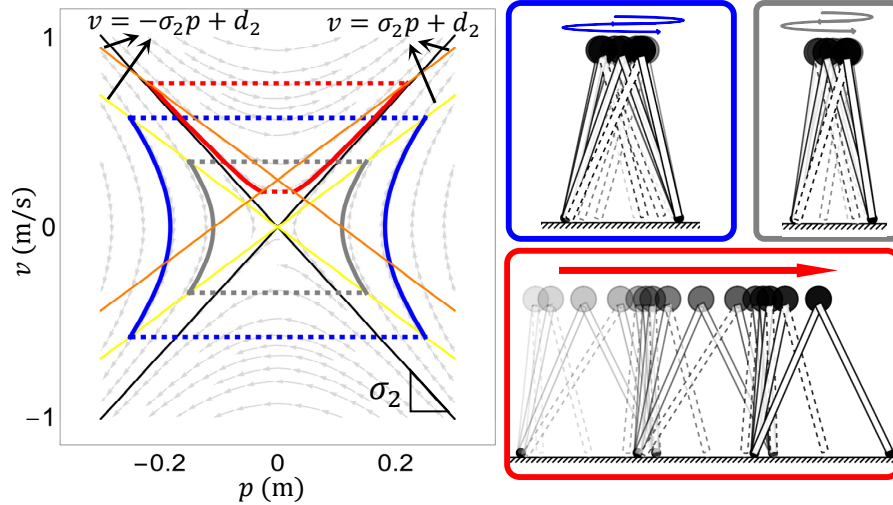 v = −σ₂p + d₂
v = σ₂p + d₂
1
0
−1
v (m/s)
σ₂
−0.2
0
0.2
p (m)